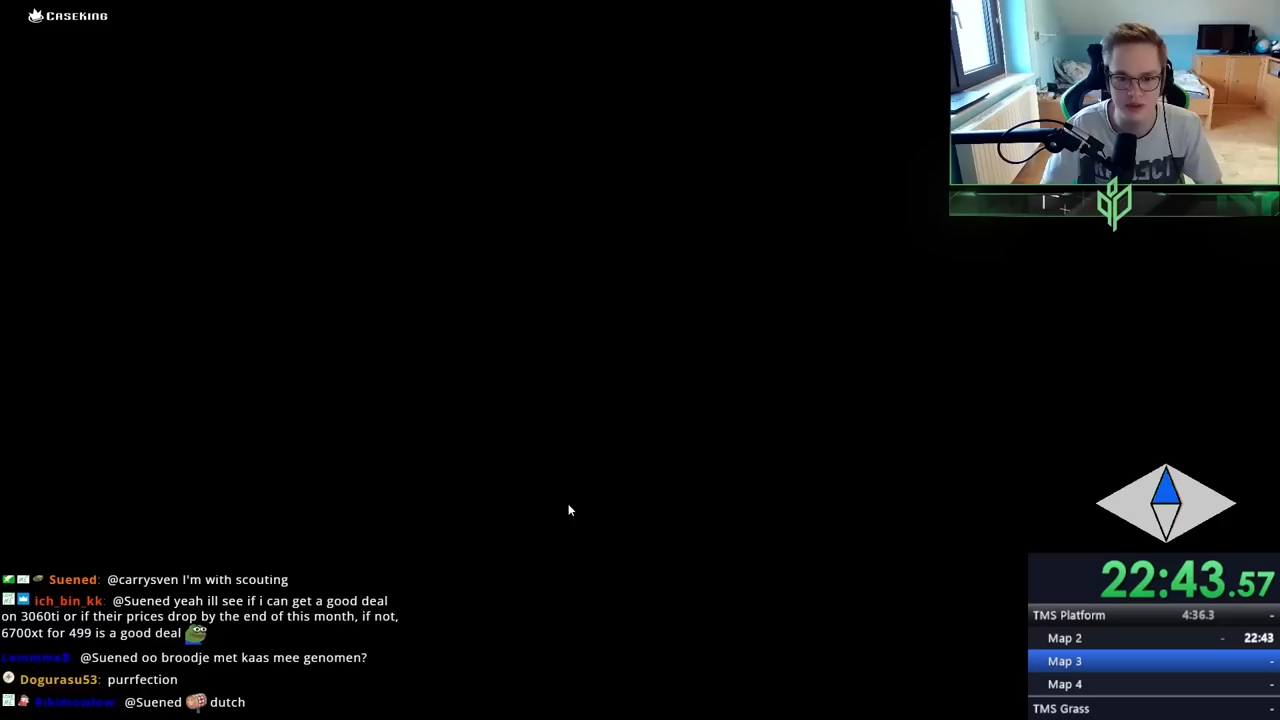 CASEKING
Suened: @carrysven I'm with scouting
ich_bin_kk: @Suened yeah ill see if i can get a good deal
on 3060ti or if their prices drop by the end of this month, if not,
6700xt for 499 is a good deal
@Suened oo broodje met kaas mee genomen?
Dogurasu53: purrfection
@Suened dutch
22:43.57
TMS Platform 4:36.3 -
Map 2 - 22:43
Map 3 -
Map 4 -
TMS Grass -